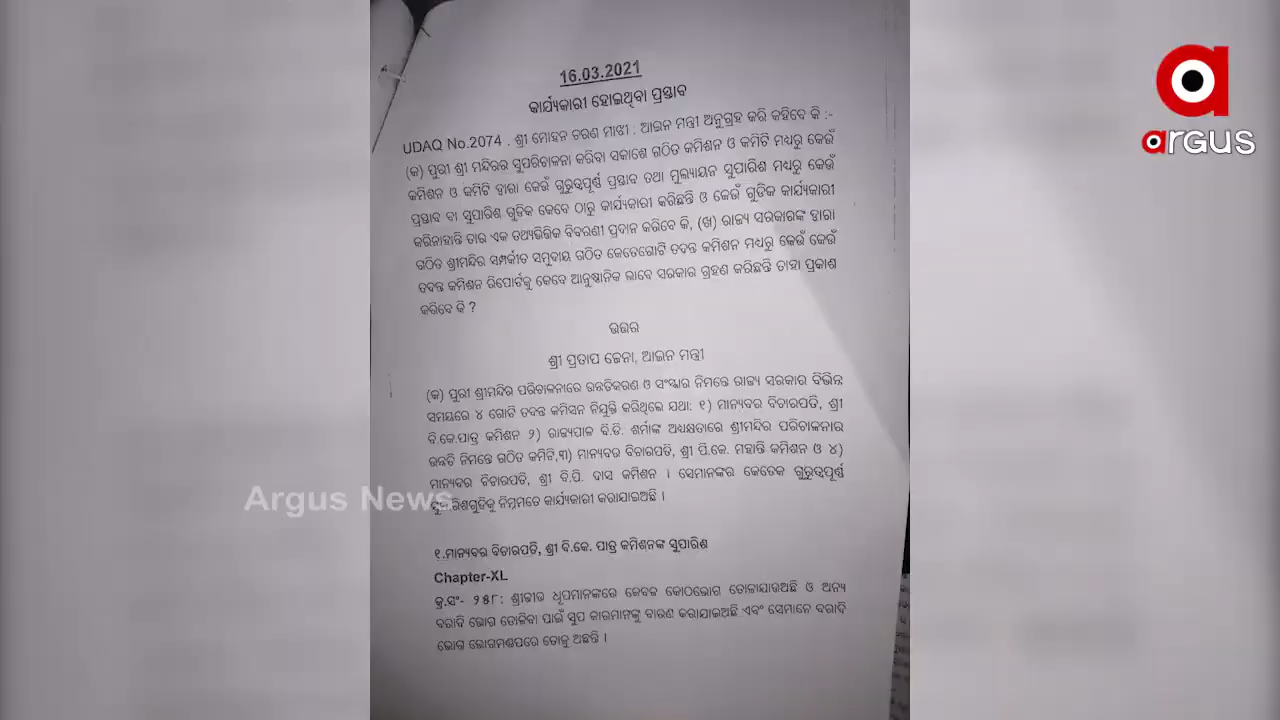 16.03.2021
କାର୍ଯ୍ୟକାରୀ ହୋଇଥିବା ପ୍ରସ୍ତାବ
UDAQ No.2074 . ଶ୍ରୀ ମୋହନ ଚରଣ ମାଝୀ : ଆଇନ ମନ୍ତ୍ରୀ ଅନୁଗ୍ରହ କରି କହିବେ କି :-
(କ) ପୁରୀ ଶ୍ରୀ ମନ୍ଦିରର ସୁପରିଚାଳନା କରିବା ସକାଶେ ଗଠିତ କମିଶନ ଓ କମିଟି ମଧ୍ୟରୁ କେଉଁ
କମିଶନ ଓ କମିଟି ଦ୍ୱାରା କେଉଁ ଗୁରୁତ୍ୱପୂର୍ଣ୍ଣ ପ୍ରସ୍ତାବ ତଥା ମୂଲ୍ୟାୟନ ସୁପାରିଶ ମଧ୍ୟରୁ କେଉଁ
ପ୍ରସ୍ତାବ ବା ସୁପାରିଶ ଗୁଡିକ କେବେ ଠାରୁ କାର୍ଯ୍ୟକାରୀ କରିଛନ୍ତି ଓ କେଉଁ ଗୁଡିକ କାର୍ଯ୍ୟକାରୀ
କରିନାହାନ୍ତି ତାର ଏକ ତଥ୍ୟଭିତ୍ତିକ ବିବରଣୀ ପ୍ରଦାନ କରିବେ କି, (ଖ) ରାଜ୍ୟ ସରକାରଙ୍କ ଦ୍ୱାରା
ଗଠିତ ଶ୍ରୀମନ୍ଦିର ସମ୍ପର୍କୀତ ସମୁଦାୟ ଗଠିତ କେତେଗୋଟି ତଦନ୍ତ କମିଶନ ମଧ୍ୟରୁ କେଉଁ କେଉଁ
ତଦନ୍ତ କମିଶନ ରିପୋର୍ଟକୁ କେବେ ଆନୁଷ୍ଠାନିକ ଭାବେ ସରକାର ଗ୍ରହଣ କରିଛନ୍ତି ତାହା ପ୍ରକାଶ
କରିବେ କି ?
ଉତ୍ତର
ଶ୍ରୀ ପ୍ରତାପ ଜେନା, ଆଇନ ମନ୍ତ୍ରୀ
(କ) ପୁରୀ ଶ୍ରୀମନ୍ଦିର ପରିଚାଳନାରେ ଉନ୍ନତିକରଣ ଓ ସଂସ୍କାର ନିମନ୍ତେ ରାଜ୍ୟ ସରକାର ବିଭିନ୍ନ
ସମୟରେ ୪ ଗୋଟି ତଦନ୍ତ କମିସନ ନିଯୁକ୍ତି କରିଥିଲେ ଯଥା: ୧) ମାନ୍ୟବର ବିଚାରପତି, ଶ୍ରୀ
ବି.କେ.ପାତ୍ର କମିଶନ ୨) ରାଜ୍ୟପାଳ ବି.ଡି. ଶର୍ମାଙ୍କ ଅଧ୍ୟକ୍ଷତାରେ ଶ୍ରୀମନ୍ଦିର ପରିଚାଳନାର
ଉନ୍ନତି ନିମନ୍ତେ ଗଠିତ କମିଟି,୩) ମାନ୍ୟବର ବିଚାରପତି, ଶ୍ରୀ ପି.କେ. ମହାନ୍ତି କମିଶନ ଓ ୪)
ମାନ୍ୟବର ବିଚାରପତି, ଶ୍ରୀ ବି.ପି. ଦାସ କମିଶନ । ସେମାନଙ୍କର କେତେକ ଗୁରୁତ୍ୱପୂର୍ଣ୍ଣ
ସୁପାରିଶଗୁଡିକୁ ନିମ୍ନମତେ କାର୍ଯ୍ୟକାରୀ କରାଯାଇଅଛି ।
୧.ମାନ୍ୟବର ବିଚାରପତି, ଶ୍ରୀ ବି.କେ. ପାତ୍ର କମିଶନଙ୍କ ସୁପାରିଶ
Chapter-XL
କ୍ର.ସଂ- ୨୫୮: ଶ୍ରୀଜୀଉ ଧୂପମାନଙ୍କରେ କେବଳ କୋଠଭୋଗ ତୋଳାଯାଉଅଛି ଓ ଅନ୍ୟ
ବରାଦି ଭୋଗ ତୋଳିବା ପାଇଁ ସୁପ କାରମାନଙ୍କୁ ବାରଣ କରାଯାଇଅଛି ଏବଂ ସେମାନେ ବରାଦି
ଭୋଗ ଭୋଗମଣ୍ଡପରେ ତୋଳୁ ଅଛନ୍ତି ।
Argus News
argus